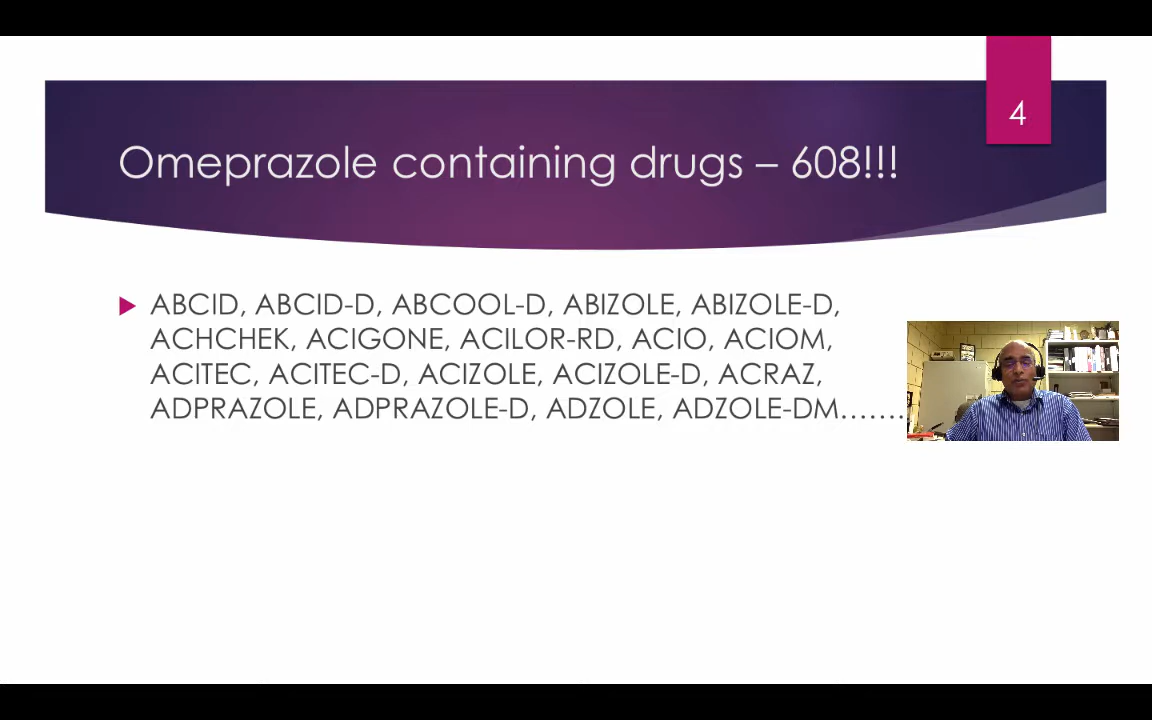 4
Omeprazole containing drugs – 608!!!
ABCID, ABCID-D, ABCOOL-D, ABIZOLE, ABIZOLE-D,
ACHCHEK, ACIGONE, ACILOR-RD, ACIO, ACIOM,
ACITEC, ACITEC-D, ACIZOLE, ACIZOLE-D, ACRAZ,
ADPRAZOLE, ADPRAZOLE-D, ADZOLE, ADZOLE-DM…….